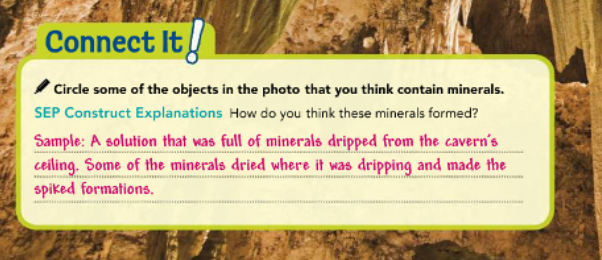 Connect It!
Circle some of the objects in the photo that you think contain minerals.
SEP Construct Explanations How do you think these minerals formed?
Sample: A solution that was full of minerals dripped from the cavern's
ceiling. Some of the minerals dried where it was dripping and made the
spiked formations.